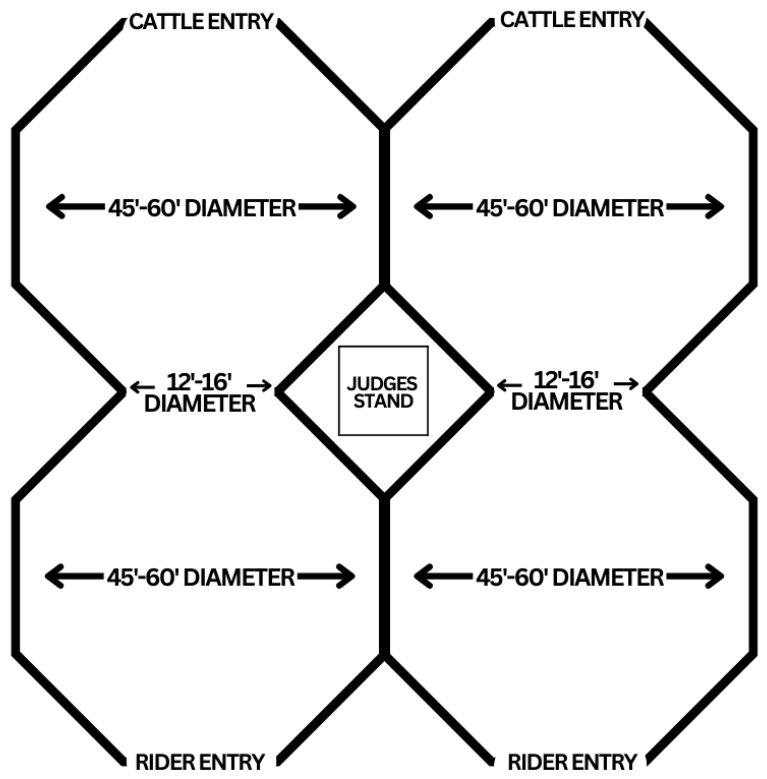 CATTLE ENTRY
CATTLE ENTRY
45'-60' DIAMETER
45'-60' DIAMETER
12'-16'
DIAMETER
JUDGES
STAND
12'-16'
DIAMETER
45'-60' DIAMETER
45'-60' DIAMETER
RIDER ENTRY
RIDER ENTRY